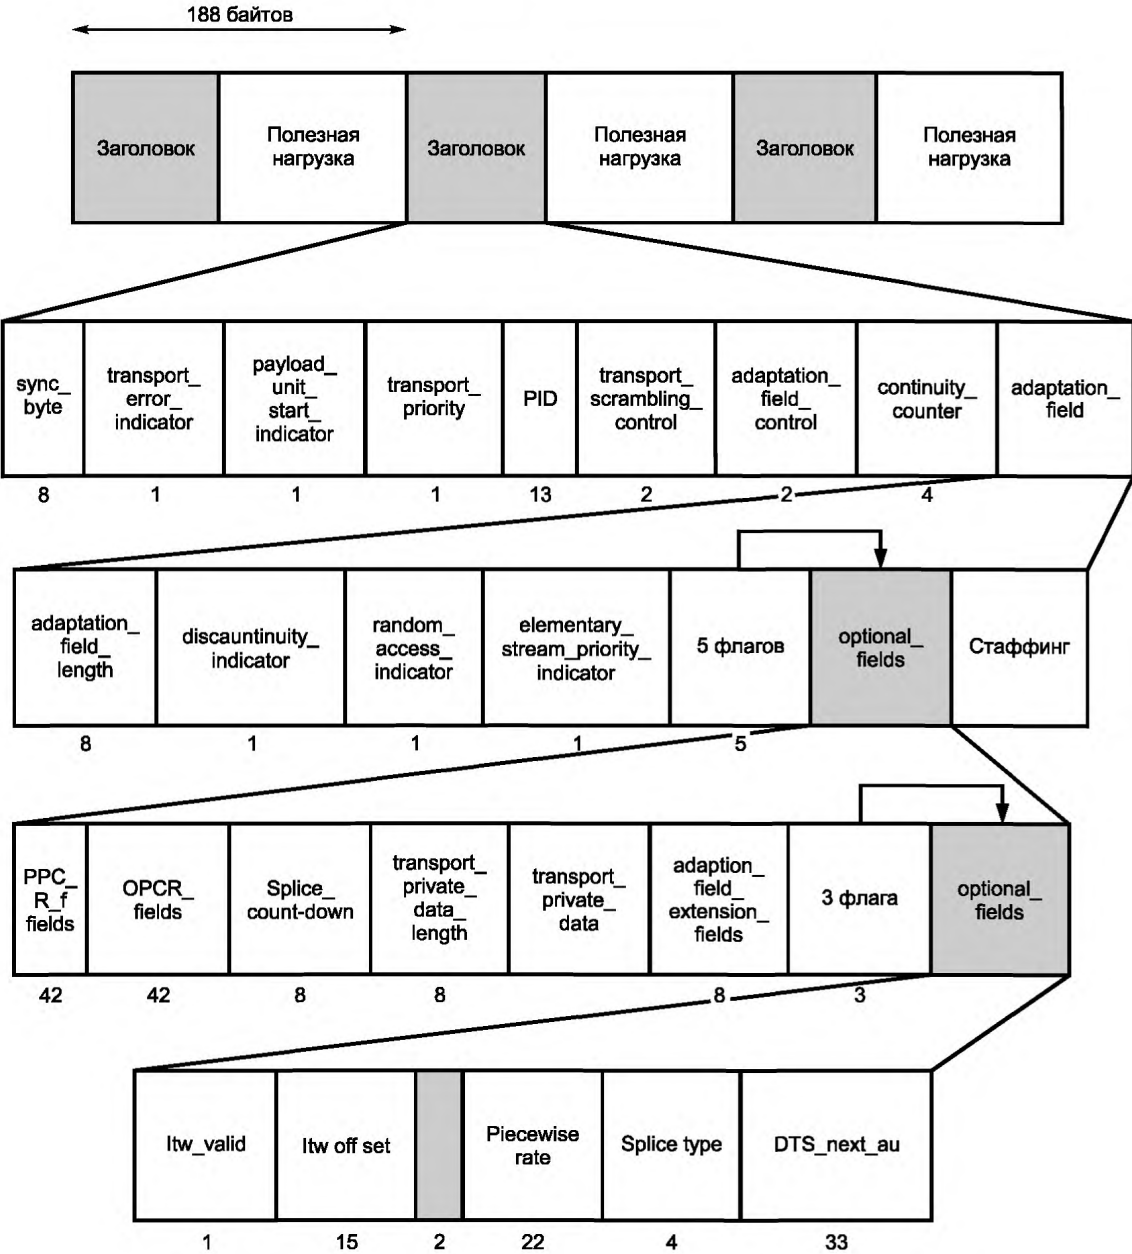 188 байтов
Заголовок
Полезная
нагрузка
Заголовок
Полезная
нагрузка
Заголовок
Полезная
нагрузка
sync_
byte
transport_
error_
indicator
payload_
unit_
start_
indicator
transport_
priority
PID
transport_
scrambling_
control
adaptation_
field_
control
continuity_
counter
adaptation_
field
8
1
1
1
13
2
2
4
adaptation_
field_
length
discauntinuity_
indicator
random_
access_
indicator
elementary_
stream_priority_
indicator
5 флагов
optional_
fields
Стаффинг
8
1
1
1
5
PPC_
R_f
fields
OPCR_
fields
Splice_
count-down
transport_
private_
data_
length
transport_
private_
data
adaption_
field_
extension_
fields
3 флага
optional_
fields
42
42
8
8
8
3
Itw_valid
Itw off set
Piecewise
rate
Splice type
DTS_next_au
1
15
2
22
4
33